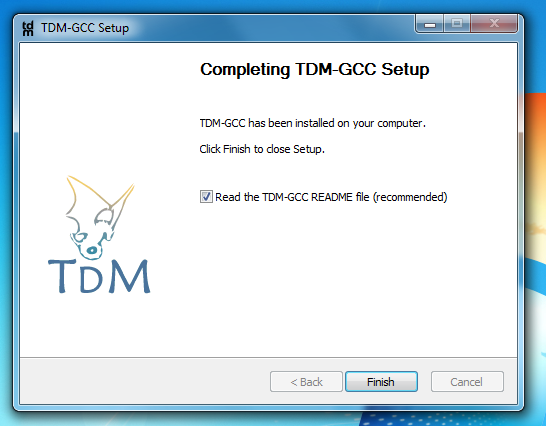 tdm TDM-GCC Setup
Completing TDM-GCC Setup
TDM-GCC has been installed on your computer.
Click Finish to close Setup.
Read the TDM-GCC README file (recommended)
TDM
< Back Finish Cancel